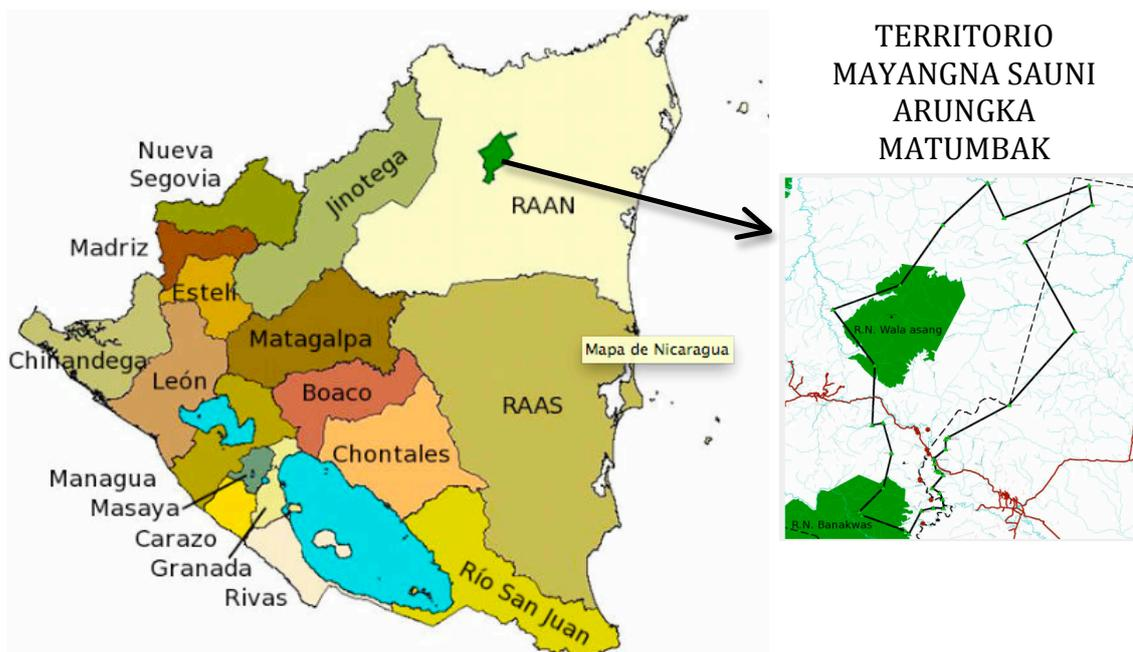 TERRITORIO
MAYANGNA SAUNI
ARUNGKA
MATUMBAK
Nueva
Segovia
Jinotega
RAAN
Madriz
Estelí
Matagalpa
Mapa de Nicaragua
Chinandega
León
Boaco
RAAS
Chontales
Managua
Masaya
Carazo
Granada
Rivas
Río San Juan
R.N. Wala asang
R.N. Banakwas